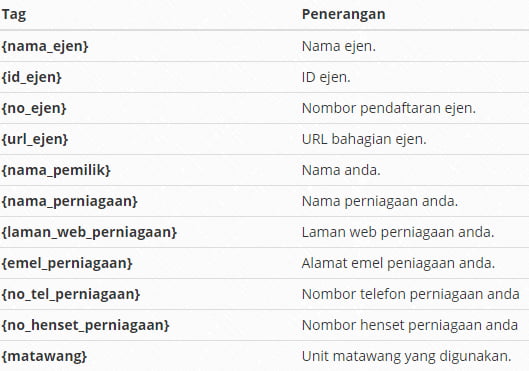 Tag Penerangan
{nama_ejen} Nama ejen.
{id_ejen} ID ejen.
{no_ejen} Nombor pendaftaran ejen.
{url_ejen} URL bahagian ejen.
{nama_pemilik} Nama anda.
{nama_perniagaan} Nama perniagaan anda.
{laman_web_perniagaan} Laman web perniagaan anda.
{emel_perniagaan} Alamat emel peniagaan anda.
{no_tel_perniagaan} Nombor telefon perniagaan anda
{no_henset_perniagaan} Nombor henset perniagaan anda
{matawang} Unit matawang yang digunakan.